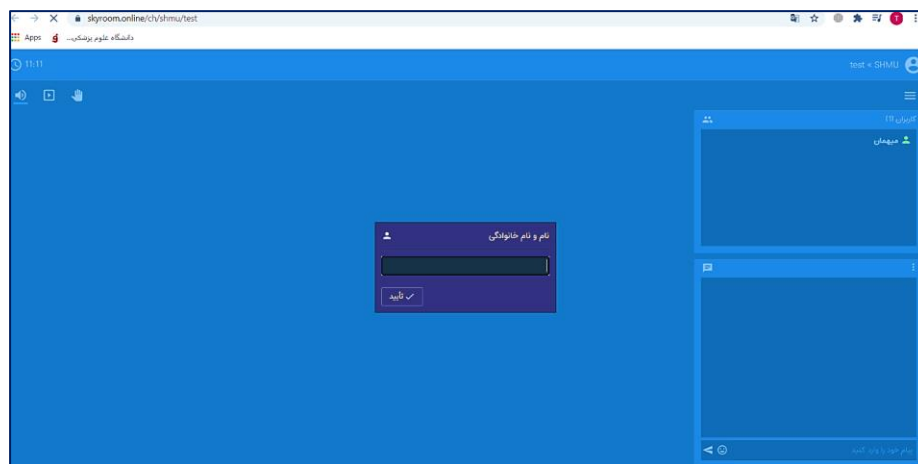 skyroom.online/ch/shmu/test
Apps
دانشگاه علوم پزشکی...
11:11
test < SHMU
کاربران (1)
میهمان
نام و نام خانوادگی
تأیید
پیام خود را وارد کنید